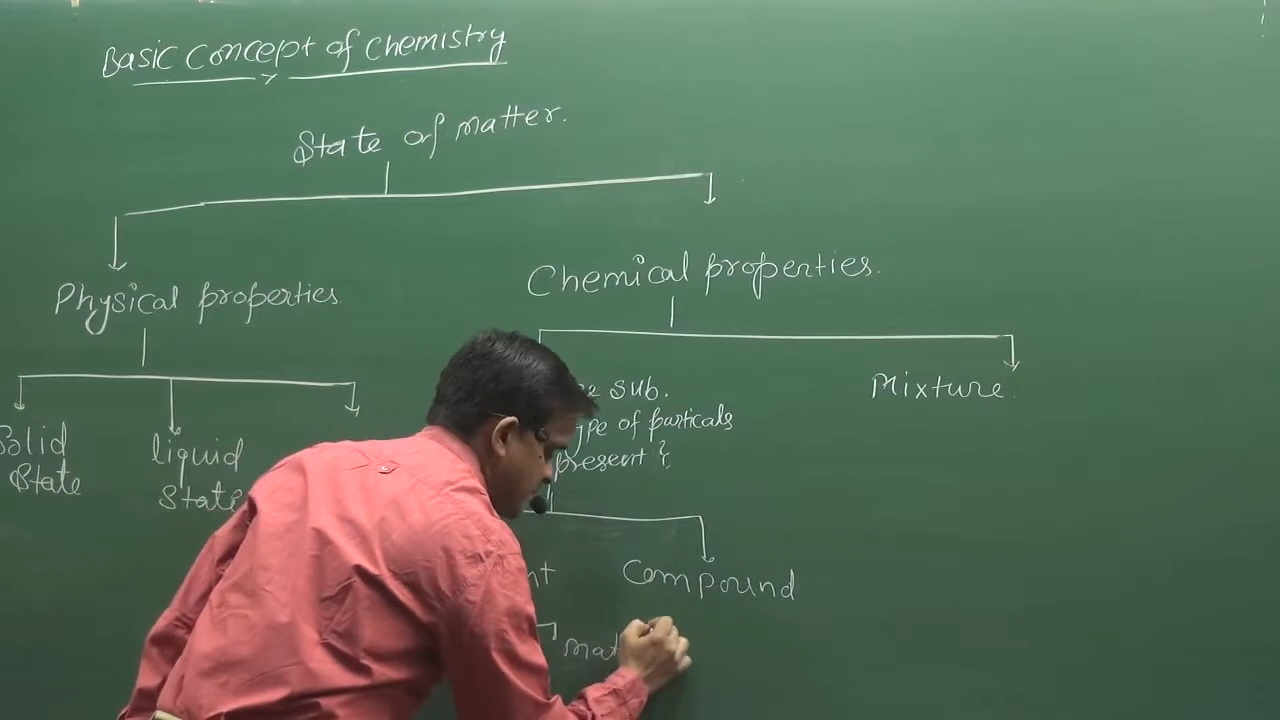 Basic Concept of Chemistry
State of matter.
Physical properties.
Chemical properties.
Solid
State
liquid
State
sub.
type of particals
present
Mixture.
Compound